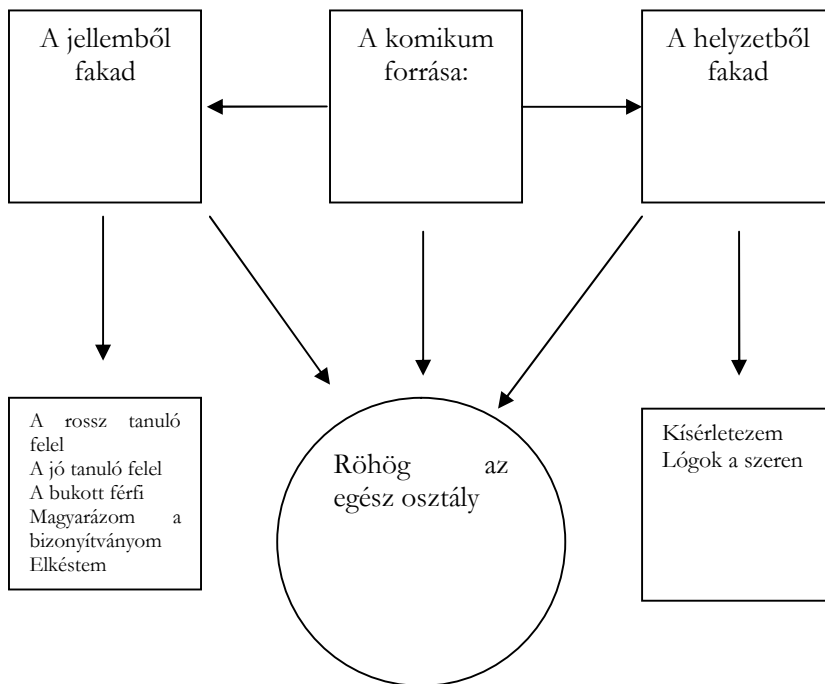 A jellemből
fakad
A komikum
forrása:
A helyzetből
fakad
A rossz tanuló
felel
A jó tanuló felel
A bukott férfi
Magyarázom a
bizonyítványom
Elkéstem
Röhög az
egész osztály
Kísérletezem
Lógok a szeren